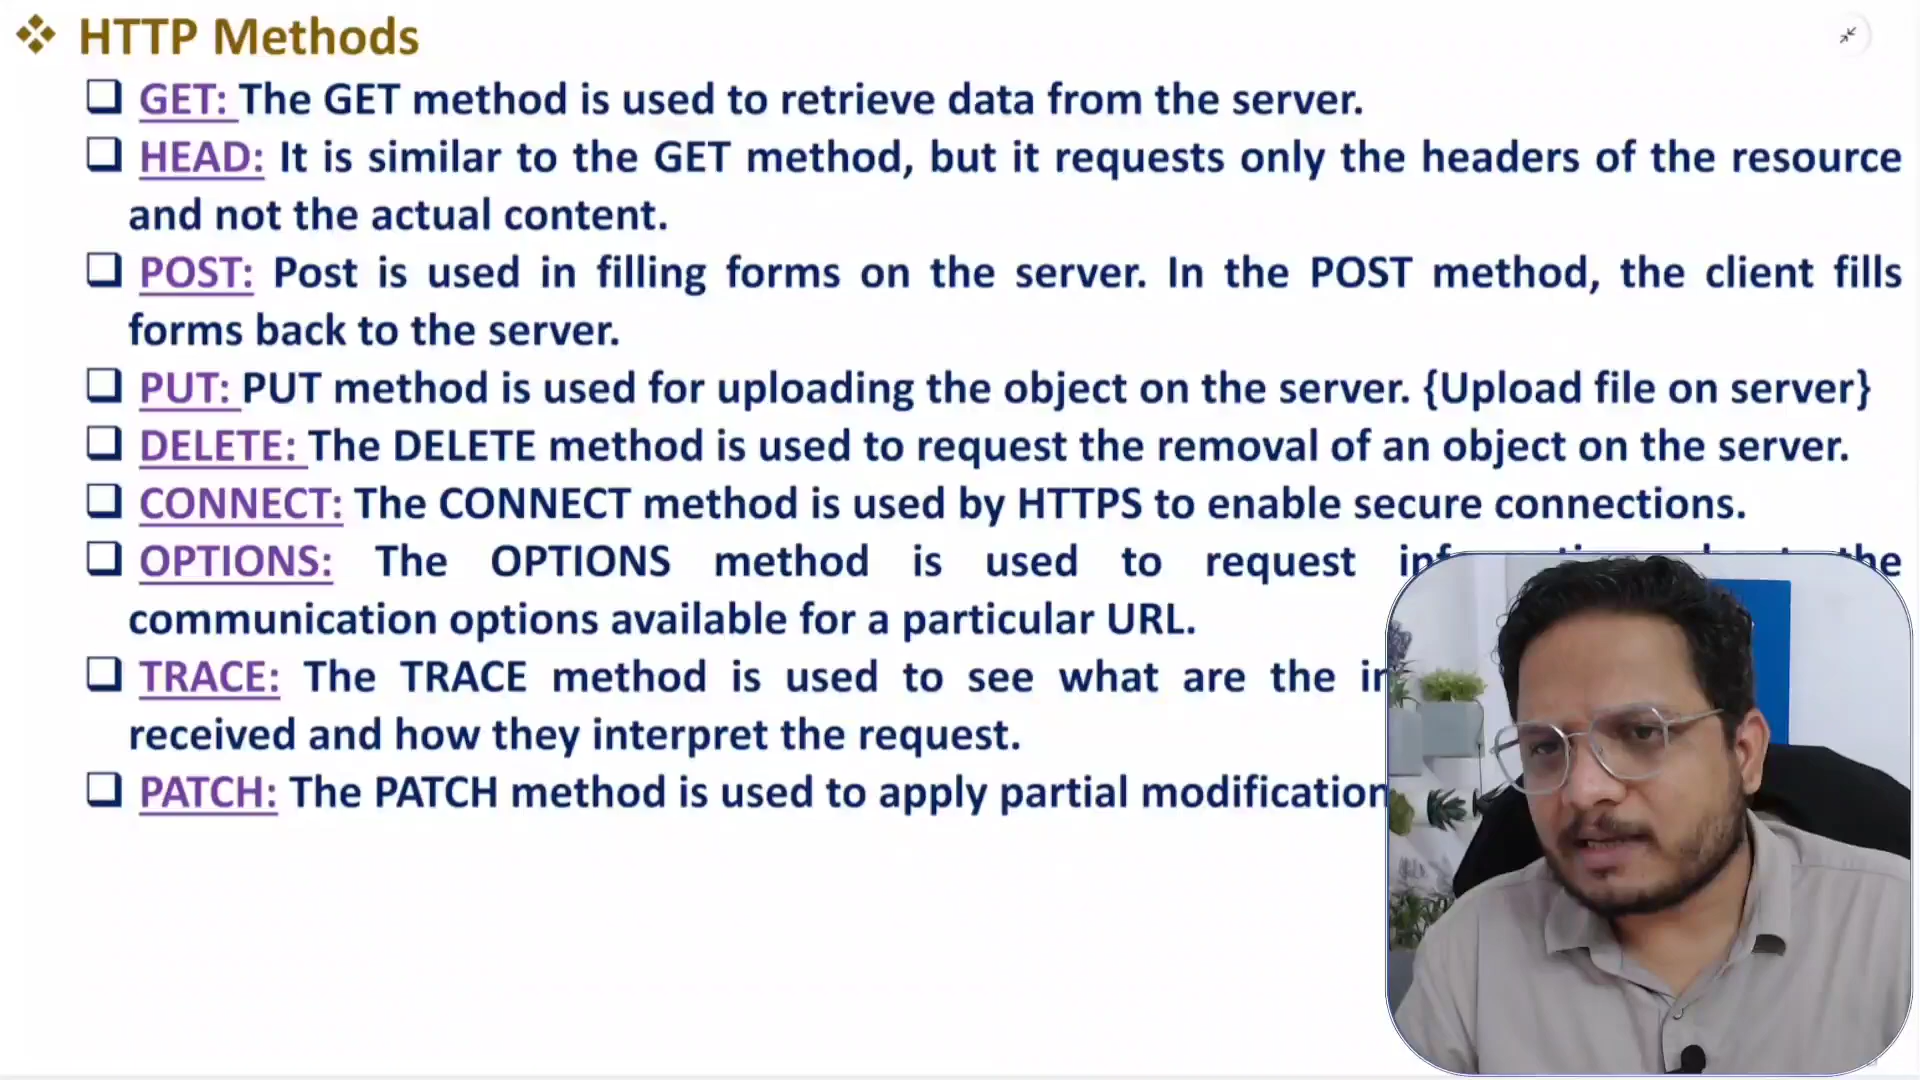 HTTP Methods
GET: The GET method is used to retrieve data from the server.
HEAD: It is similar to the GET method, but it requests only the headers of the resource
and not the actual content.
POST: Post is used in filling forms on the server. In the POST method, the client fills
forms back to the server.
PUT: PUT method is used for uploading the object on the server. {Upload file on server}
DELETE: The DELETE method is used to request the removal of an object on the server.
CONNECT: The CONNECT method is used by HTTPS to enable secure connections.
OPTIONS: The OPTIONS method is used to request the
communication options available for a particular URL.
TRACE: The TRACE method is used to see what are the
received and how they interpret the request.
PATCH: The PATCH method is used to apply partial modification